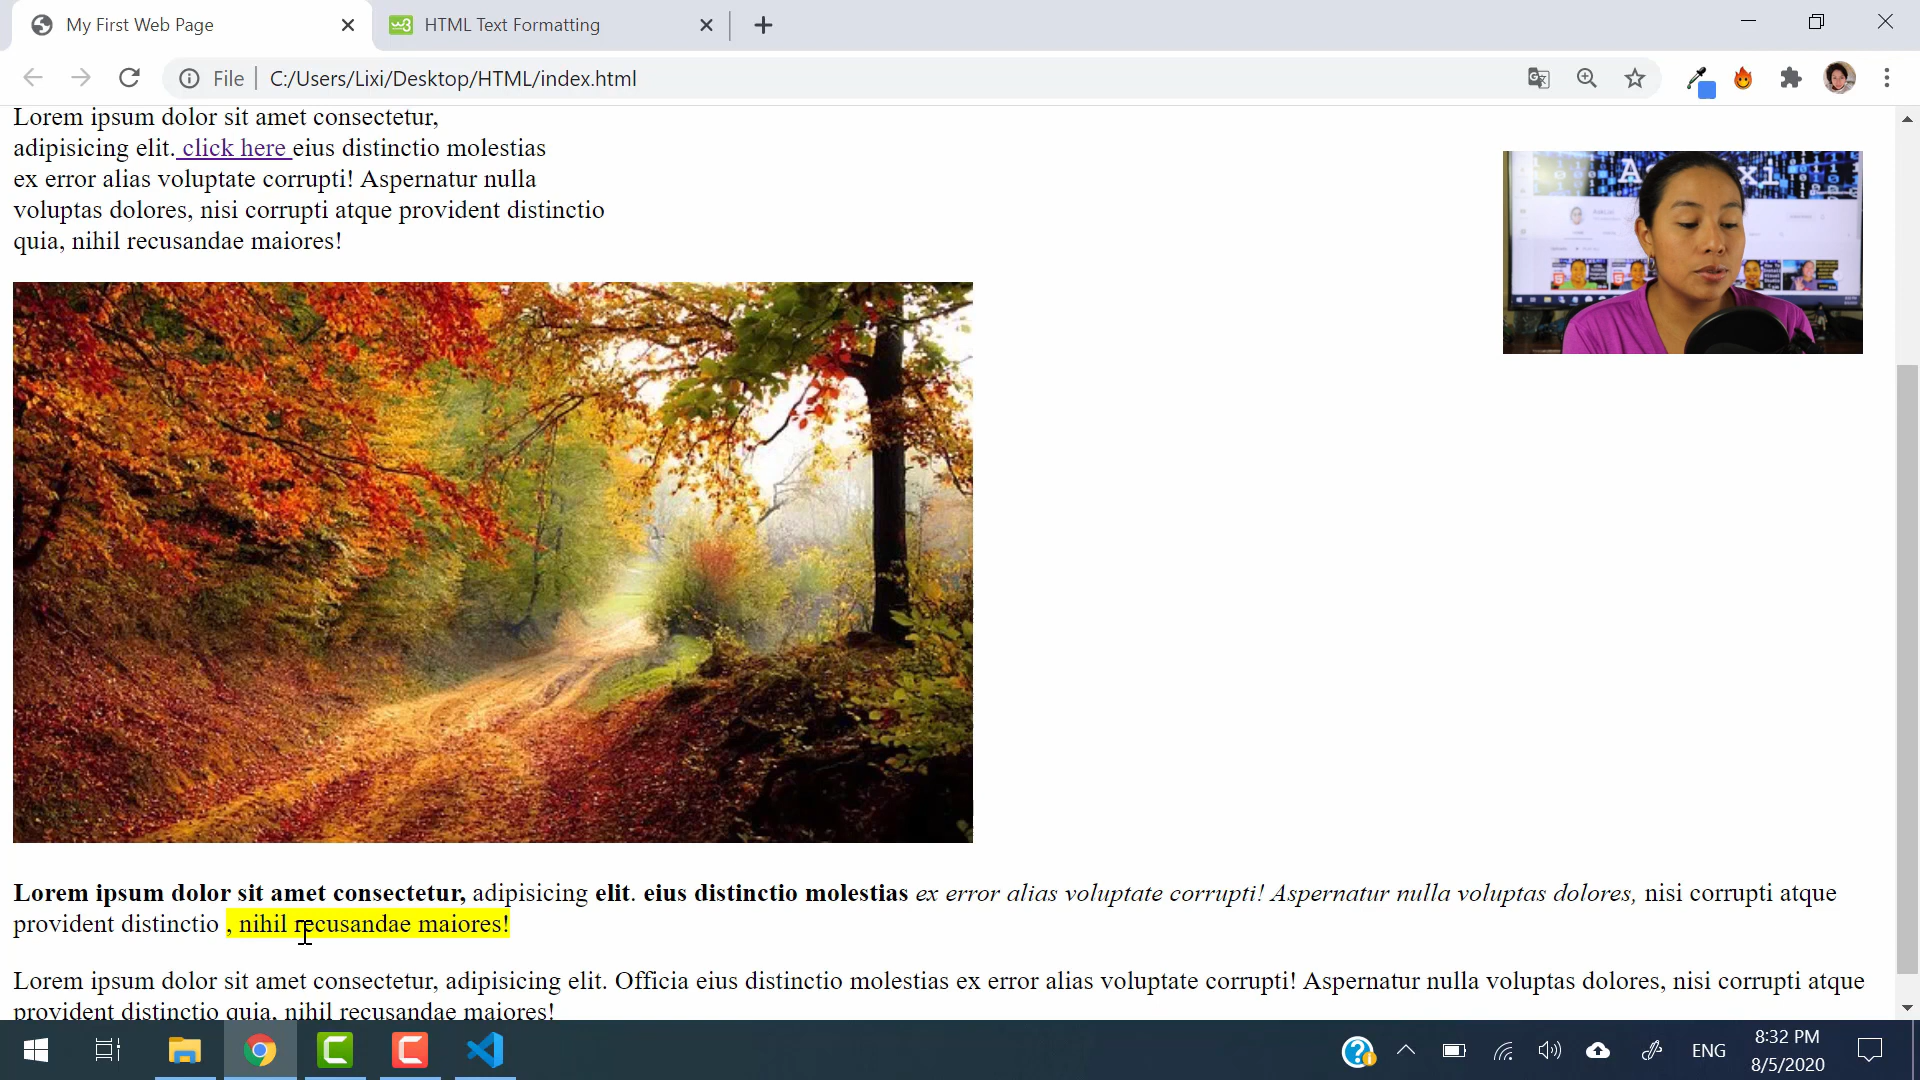 My First Web Page
HTML Text Formatting
File
C:/Users/Lixi/Desktop/HTML/index.html
Lorem ipsum dolor sit amet consectetur,
adipisicing elit. click here eius distinctio molestias
ex error alias voluptate corrupti! Aspernatur nulla
voluptas dolores, nisi corrupti atque provident distinctio
quia, nihil recusandae maiores!
Lorem ipsum dolor sit amet consectetur, adipisicing elit. eius distinctio molestias ex error alias voluptate corrupti! Aspernatur nulla voluptas dolores, nisi corrupti atque
provident distinctio , nihil recusandae maiores!
Lorem ipsum dolor sit amet consectetur, adipisicing elit. Officia eius distinctio molestias ex error alias voluptate corrupti! Aspernatur nulla voluptas dolores, nisi corrupti atque
provident distinctio quia, nihil recusandae maiores!
ENG
8:32 PM
8/5/2020